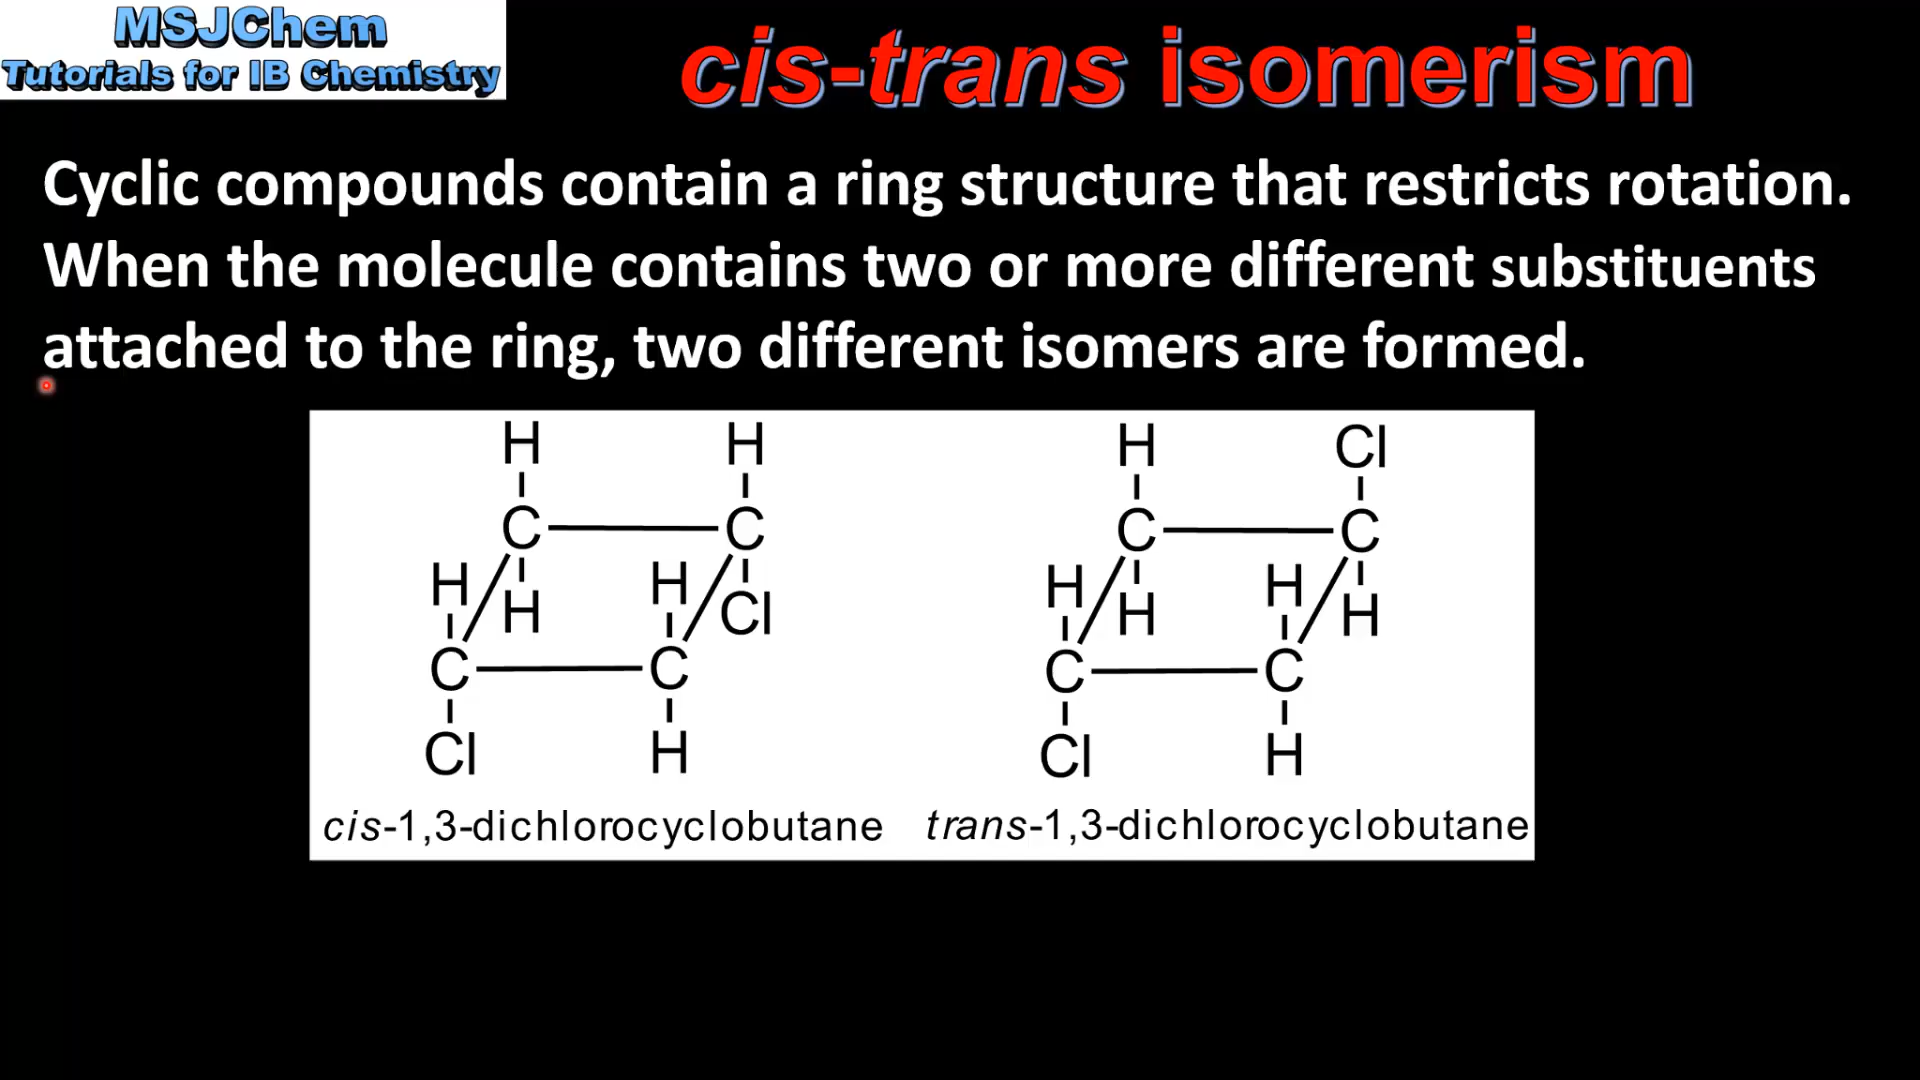 MSJChem
Tutorials for IB Chemistry
cis-trans isomerism
Cyclic compounds contain a ring structure that restricts rotation.
When the molecule contains two or more different substituents
attached to the ring, two different isomers are formed.
H H H Cl
C C C C
H H H H
H Cl H H
C C C C
Cl H Cl H
cis-1,3-dichlorocyclobutane trans-1,3-dichlorocyclobutane